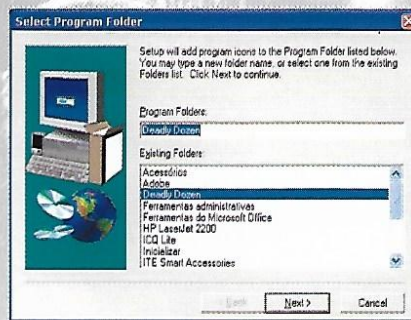 Select Program Folder
Setup will add program icons to the Program Folder listed below.
You may type a new folder name, or select one from the existing
Folders list. Click Next to continue.
Program Folders:
Deadly Dozen
Existing Folders:
Acessórios
Adobe
Deadly Dozen
Ferramentas administrativas
Ferramentas do Microsoft Office
HP LaserJet 2200
ICQ Lite
Inicializar
ITE Smart Accessories
Back
Next >
Cancel